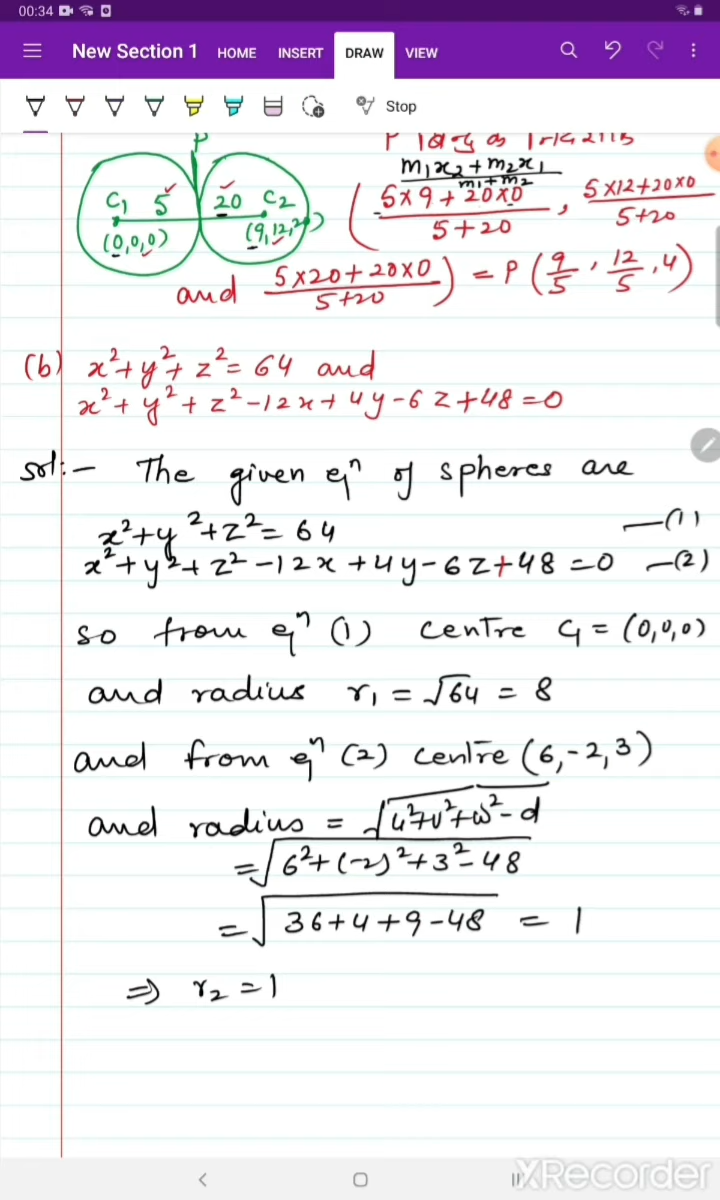 00:34
New Section 1 HOME INSERT DRAW VIEW
Stop
P
m₁x₂+m₂x₁
m₁+m₂
C₁ 5 20 C₂
(0,0,0) (9,12,20)
( (5×9+20×0)/(5+20) , (5×12+20×0)/(5+20)
and (5×20+20×0)/(5+20) ) = P (9/5, 12/5, 4)
(b) x²+y²+z²=64 and
x²+y²+z²-12x+4y-6z+48=0
sol:- The given eqⁿ of spheres are
x²+y²+z²=64 —(1)
x²+y²+z²-12x+4y-6z+48=0 —(2)
so from eqⁿ (1) centre C₁=(0,0,0)
and radius r₁=√64=8
and from eqⁿ (2) centre (6,-2,3)
and radius = √(u²+v²+w²-d)
=√(6²+(-2)²+3²-48)
=√(36+4+9-48) = 1
⇒ r₂=1
XRecorder